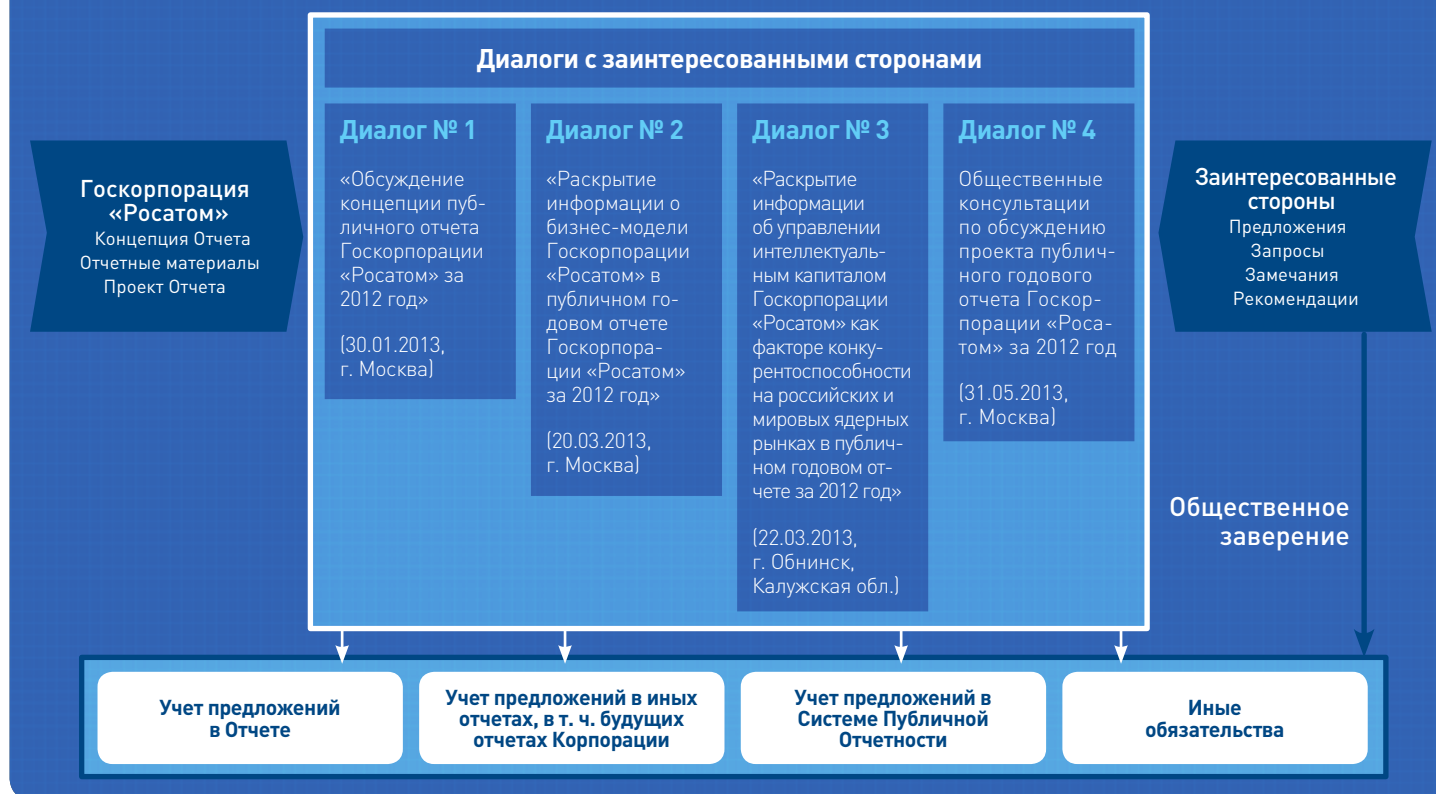 Диалоги с заинтересованными сторонами
Госкорпорация
«Росатом»
Концепция Отчета
Отчетные материалы
Проект Отчета
Диалог № 1
«Обсуждение
концепции пуб-
личного отчета
Госкорпорации
«Росатом» за
2012 год»
(30.01.2013,
г. Москва)
Диалог № 2
«Раскрытие
информации о
бизнес-модели
Госкорпорации
«Росатом» в
публичном го-
довом отчете
Госкорпора-
ции «Росатом»
за 2012 год»
(20.03.2013,
г. Москва)
Диалог № 3
«Раскрытие
информации
об управлении
интеллектуаль-
ным капиталом
Госкорпорации
«Росатом» как
факторе конку-
рентоспособности
на российских и
мировых ядерных
рынках в публич-
ном годовом от-
чете за 2012 год»
(22.03.2013,
г. Обнинск,
Калужская обл.)
Диалог № 4
Общественные
консультации
по обсуждению
проекта публич-
ного годового
отчета Госкор-
порации «Роса-
том» за 2012 год
(31.05.2013,
г. Москва)
Заинтересованные
стороны
Предложения
Запросы
Замечания
Рекомендации
Общественное
заверение
Учет предложений
в Отчете
Учет предложений в иных
отчетах, в т. ч. будущих
отчетах Корпорации
Учет предложений в
Системе Публичной
Отчетности
Иные
обязательства